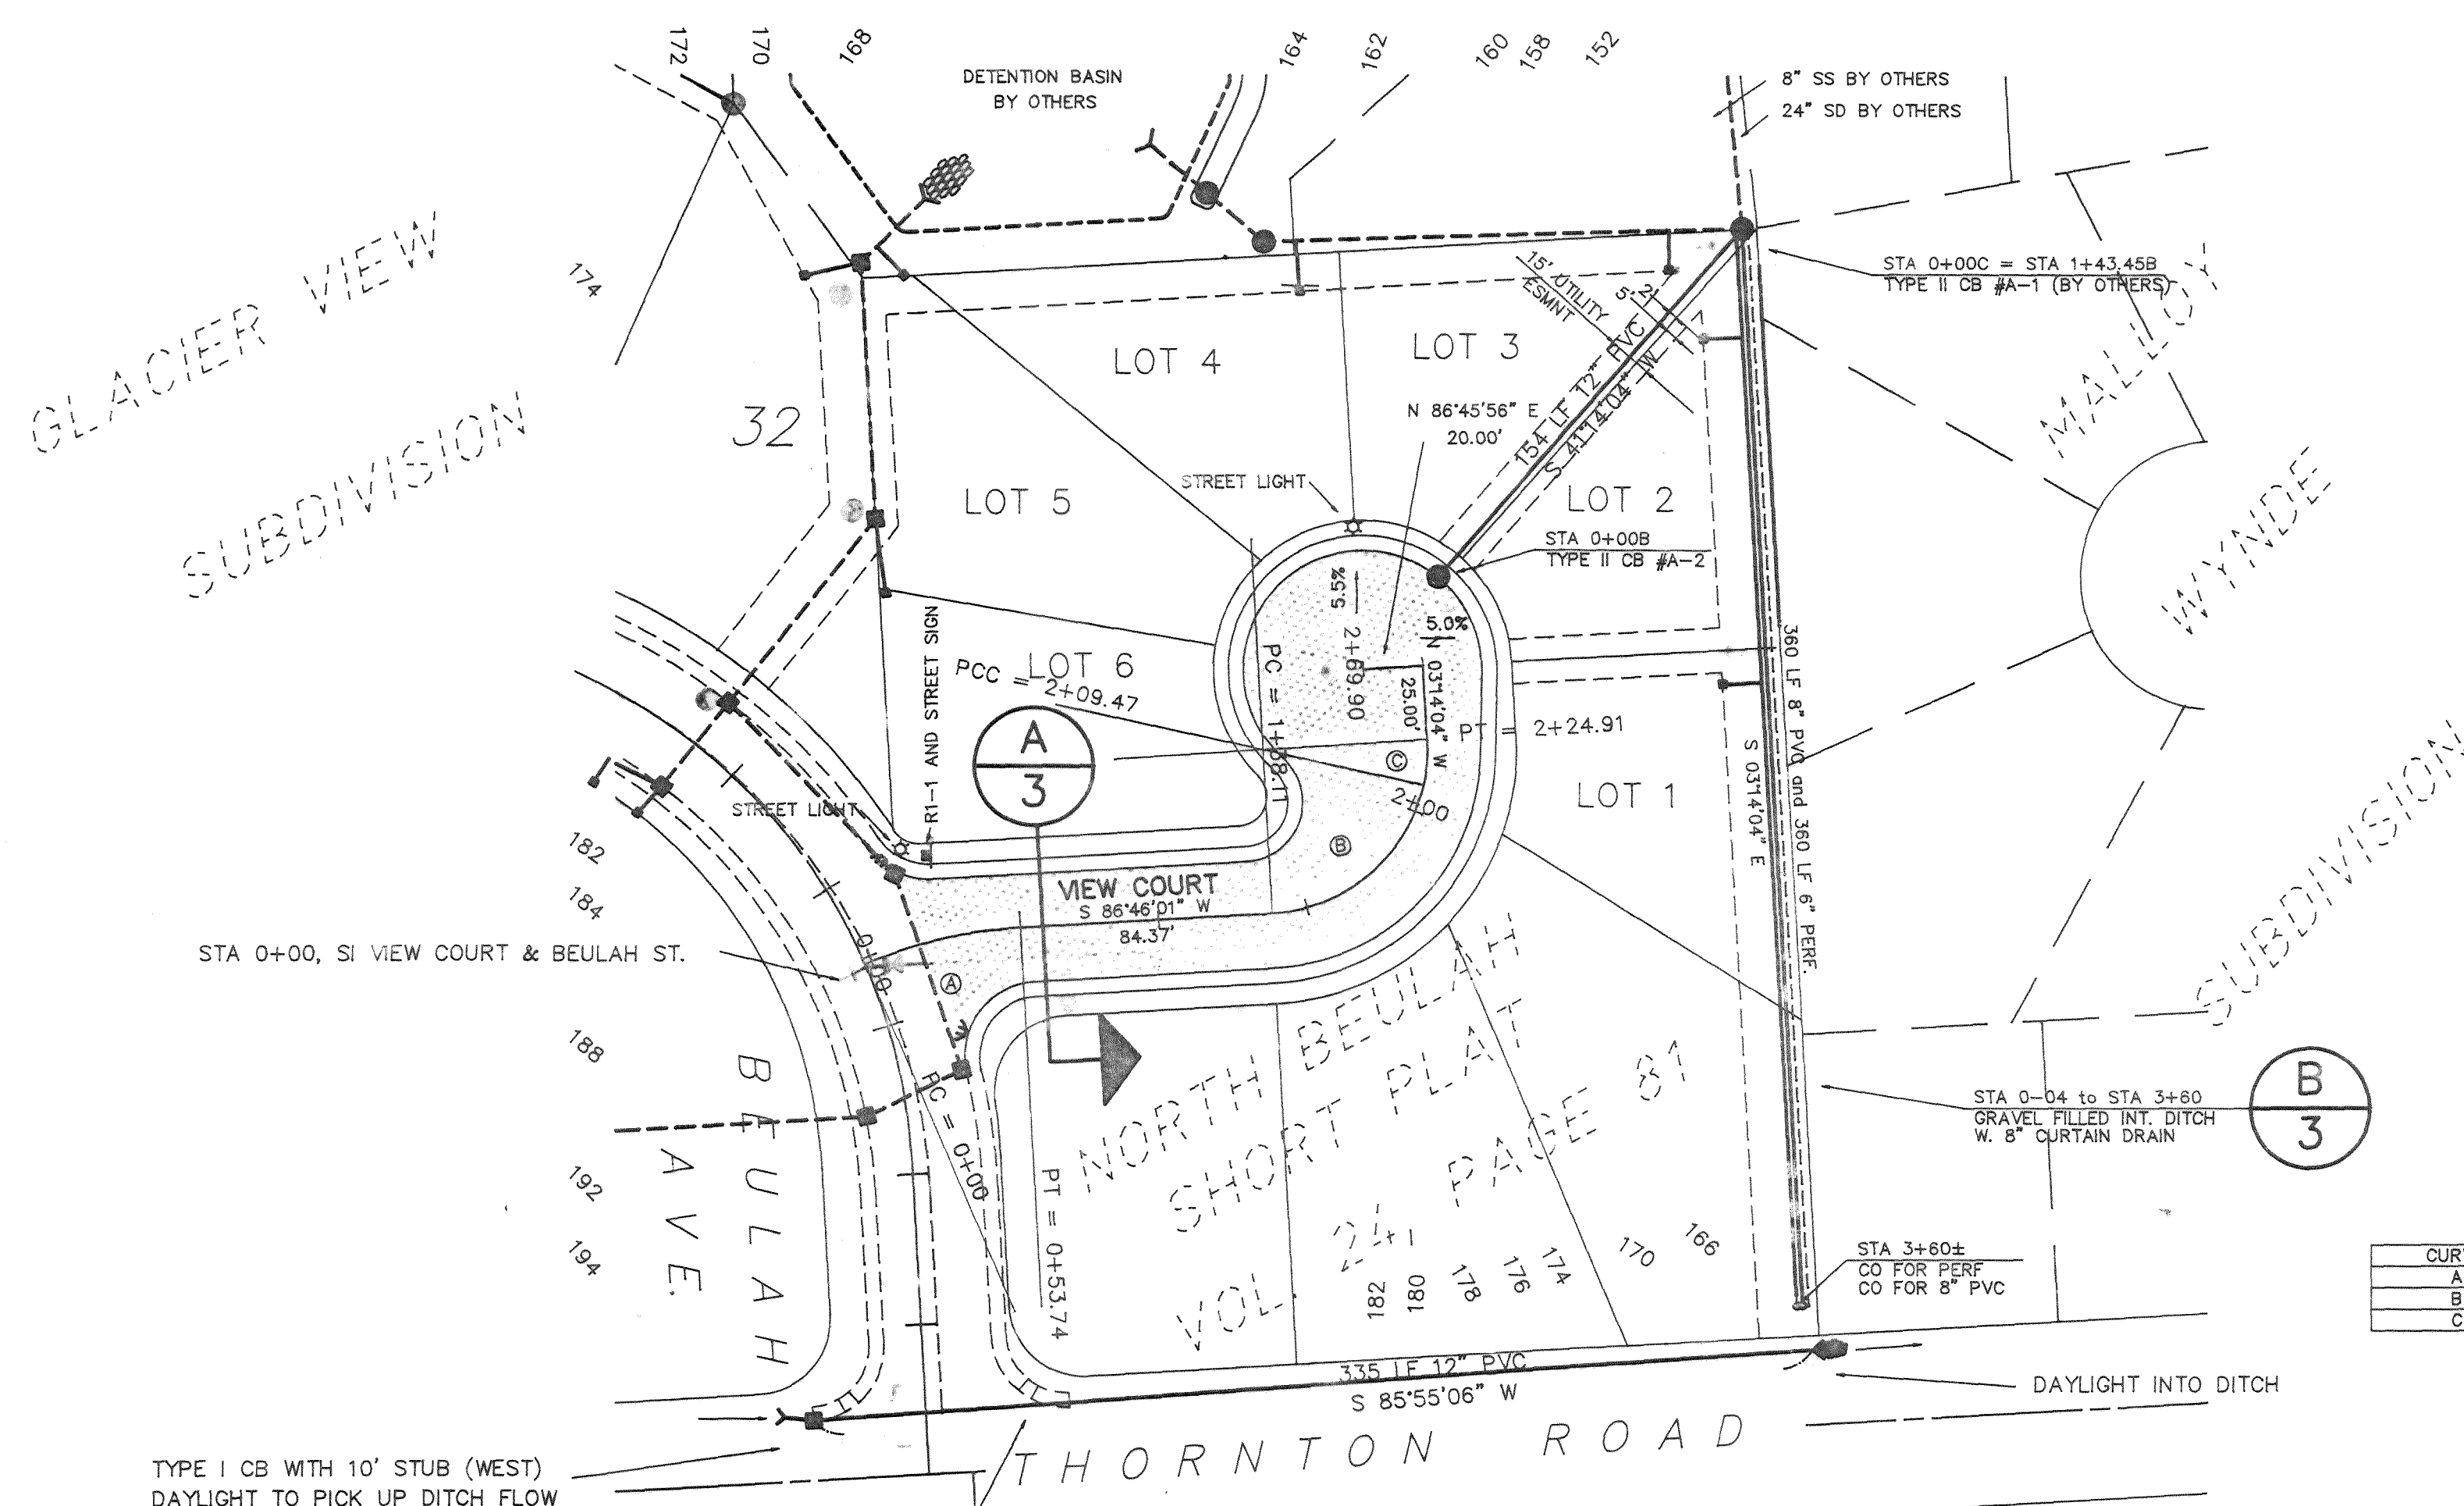 172
170
168
DETENTION BASIN
BY OTHERS
164
162
160
158
152
8" SS BY OTHERS
24" SD BY OTHERS
GLACIER VIEW
SUBDIVISION
174
32
LOT 4
LOT 3
15' UTILITY
ESMNT
5'
2'
STA 0+00C = STA 1+43.45B
TYPE II CB #A-1 (BY OTHERS)
MALLOY
WYNDE
SUBDIVISION
154 LF 12" PVC
S 41°14'04" W
N 86°45'56" E
20.00'
STREET LIGHT
LOT 5
LOT 2
STA 0+00B
TYPE II CB #A-2
5.5%
5.0%
2+69.90
N 03°14'04" W
25.00'
PC = 1+38.11
LOT 6
PCC = 2+09.47
R1-1 AND STREET SIGN
PT = 2+24.91
A
3
C
2+00
B
LOT 1
S 03°14'04" E
360 LF 8" PVC and 360 LF 6" PERF.
STREET LIGHT
182
184
VIEW COURT
S 86°46'01" W
84.37'
STA 0+00, SI VIEW COURT & BEULAH ST.
0+00
A
188
192
194
BEULAH
AVE.
PC = 0+00
PT = 0+53.74
NORTH BEULAH
SHORT PLAT
VOL. 24, PAGE 81
182
180
178
176
174
170
166
STA 0-04 to STA 3+60
GRAVEL FILLED INT. DITCH
W. 8" CURTAIN DRAIN
B
3
STA 3+60±
CO FOR PERF
CO FOR 8" PVC
A
B
C
335 LF 12" PVC
S 85°55'06" W
DAYLIGHT INTO DITCH
THORNTON ROAD
TYPE I CB WITH 10' STUB (WEST)
DAYLIGHT TO PICK UP DITCH FLOW